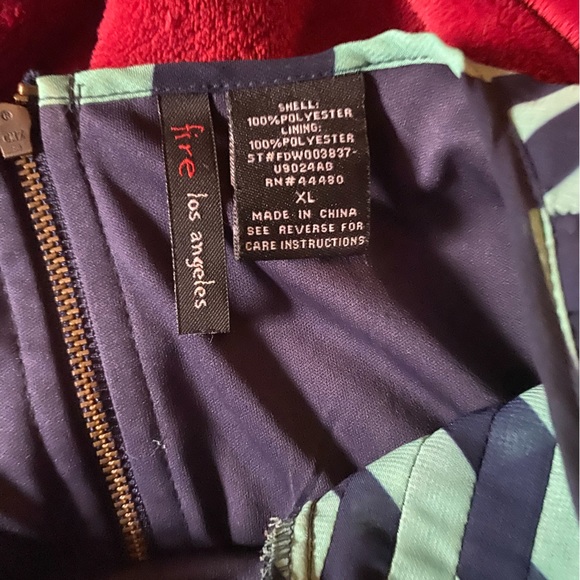 fire los angeles
SHELL:
100%POLYESTER
LINING:
100%POLYESTER
ST#FDW003837-
U9024AB
RN#44480
XL
MADE IN CHINA
SEE REVERSE FOR
CARE INSTRUCTIONS